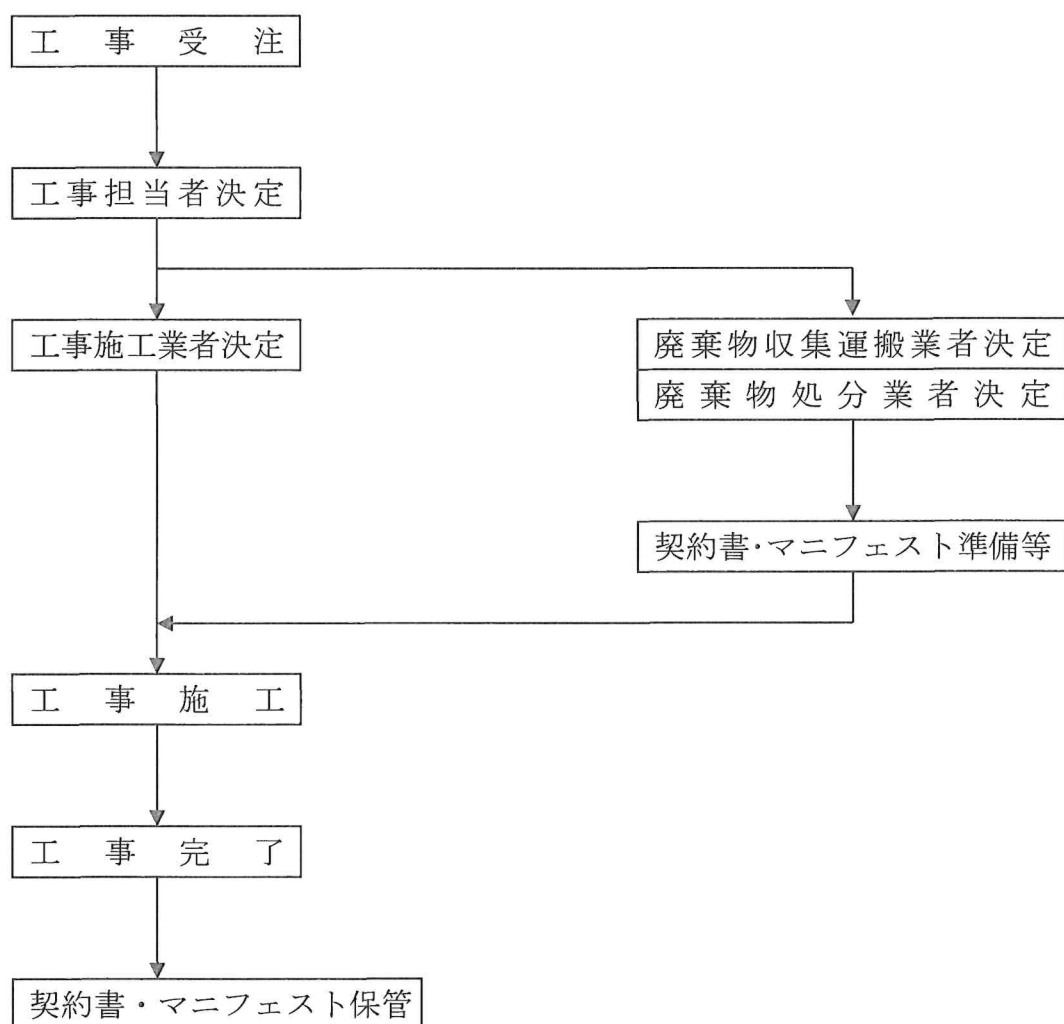 工事受注
工事担当者決定
工事施工業者決定
廃棄物収集運搬業者決定
廃棄物処分業者決定
契約書・マニフェスト準備等
工事施工
工事完了
契約書・マニフェスト保管